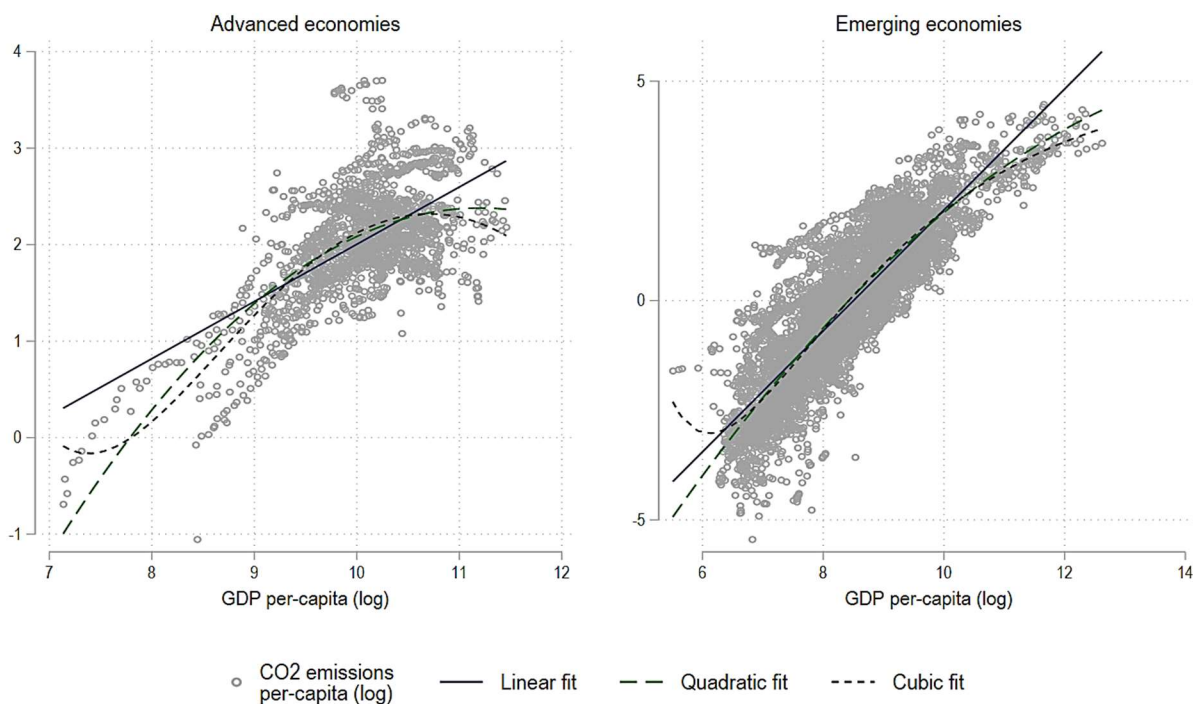 Advanced economies
4
3
2
1
0
-1
7
8
9
10
11
12
GDP per-capita (log)
Emerging economies
5
0
-5
6
8
10
12
14
GDP per-capita (log)
CO2 emissions
per-capita (log)
Linear fit
Quadratic fit
Cubic fit